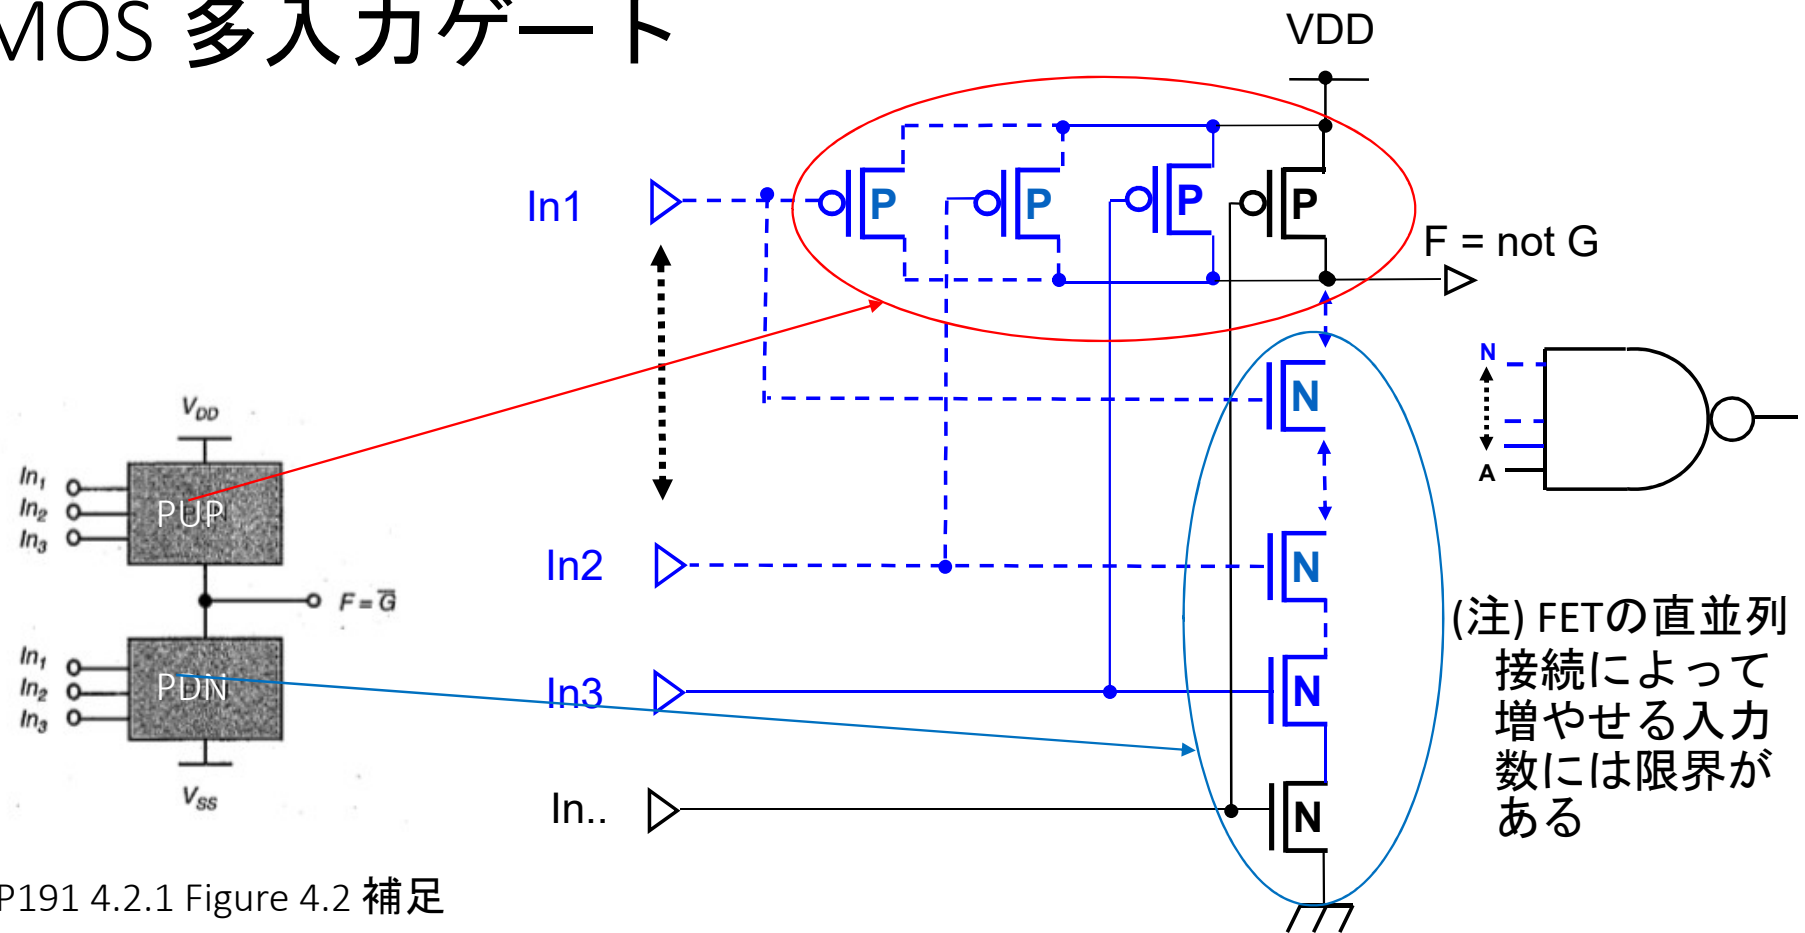 MOS 多入力ゲート
VDD
In1
P
P
P
P
F = not G
N
N
A
V_DD
In₁
In₂
In₃
PUP
In2
N
F = G̅
(注) FETの直並列
接続によって
増やせる入力
数には限界が
ある
In₁
In₂
In₃
PDN
In3
N
V_SS
In..
N
P191 4.2.1 Figure 4.2 補足